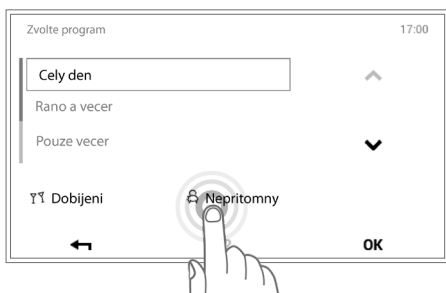 Zvolte program 17:00
Cely den
Rano a vecer
Pouze vecer
Dobijeni Nepritomny
OK